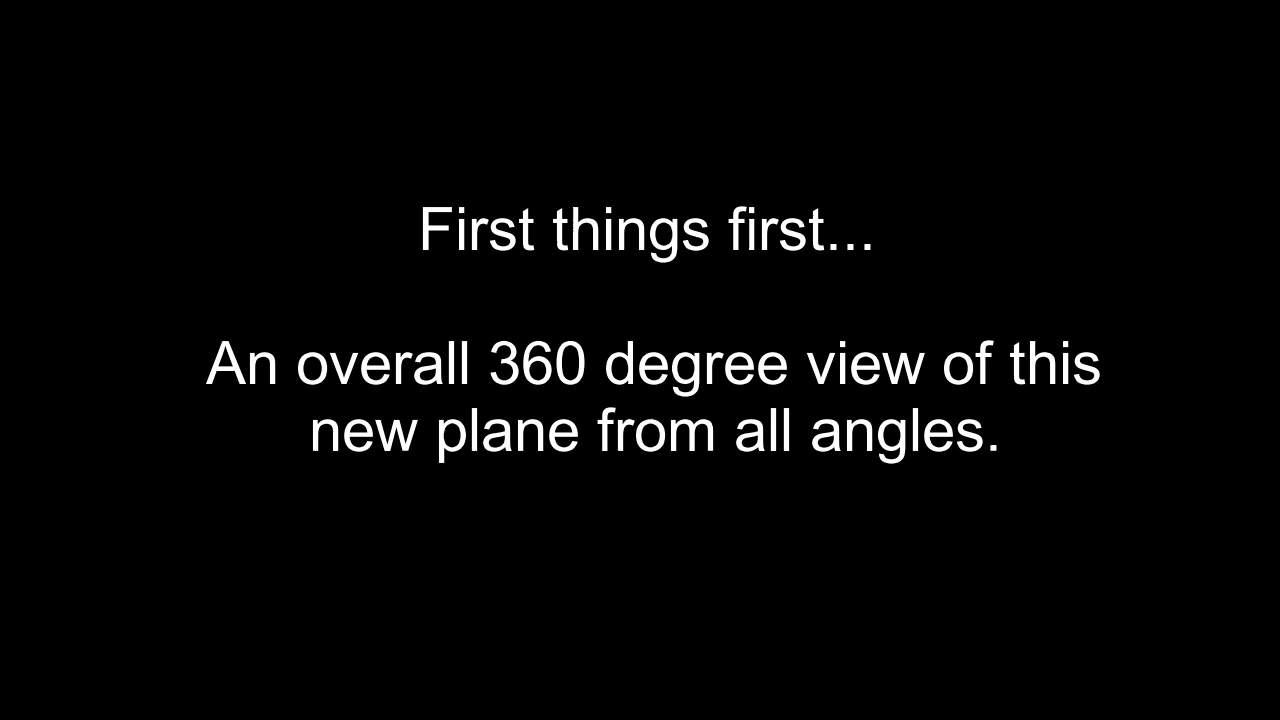 First things first...
An overall 360 degree view of this
new plane from all angles.